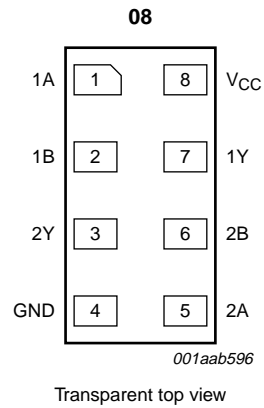 08
1A 1 8 VCC
1B 2 7 1Y
2Y 3 6 2B
GND 4 5 2A
001aab596
Transparent top view